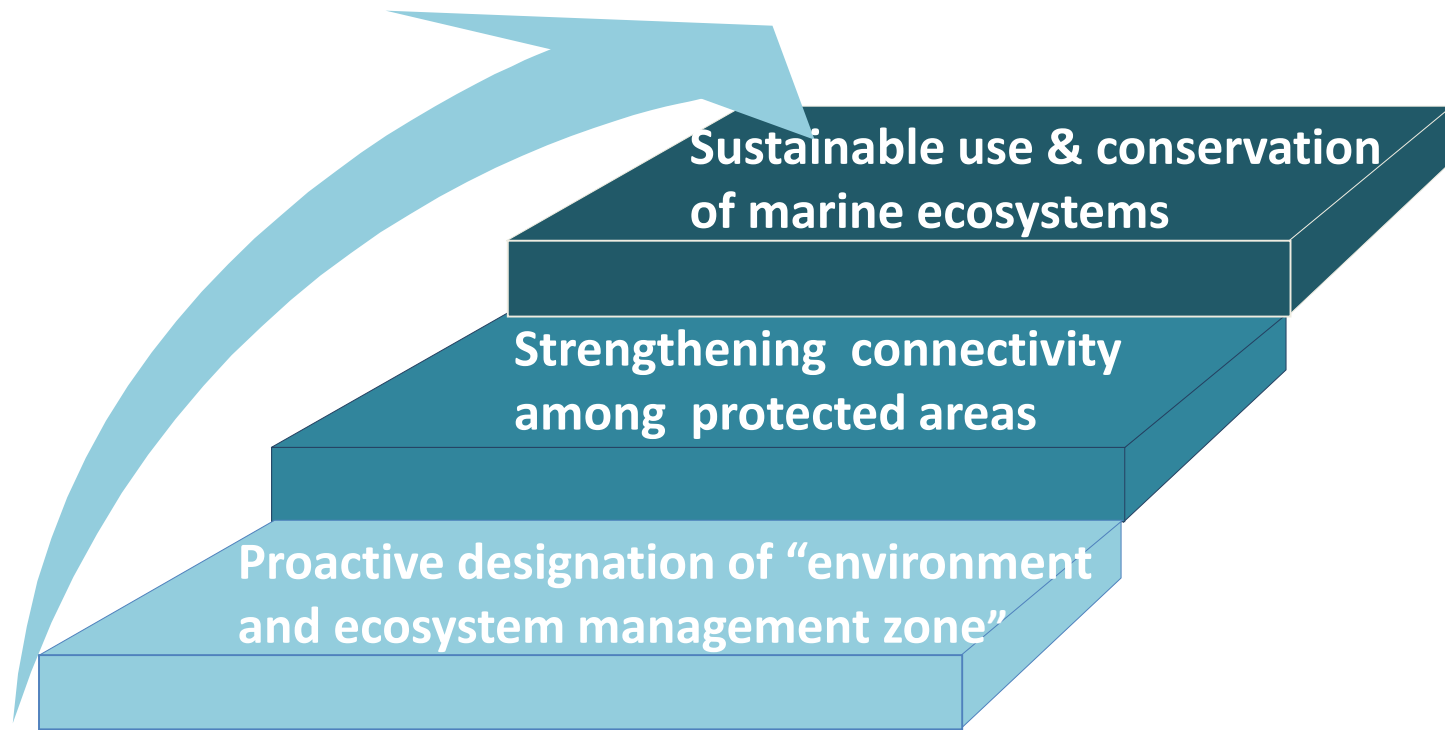 Sustainable use & conservation
of marine ecosystems
Strengthening connectivity
among protected areas
Proactive designation of “environment
and ecosystem management zone”